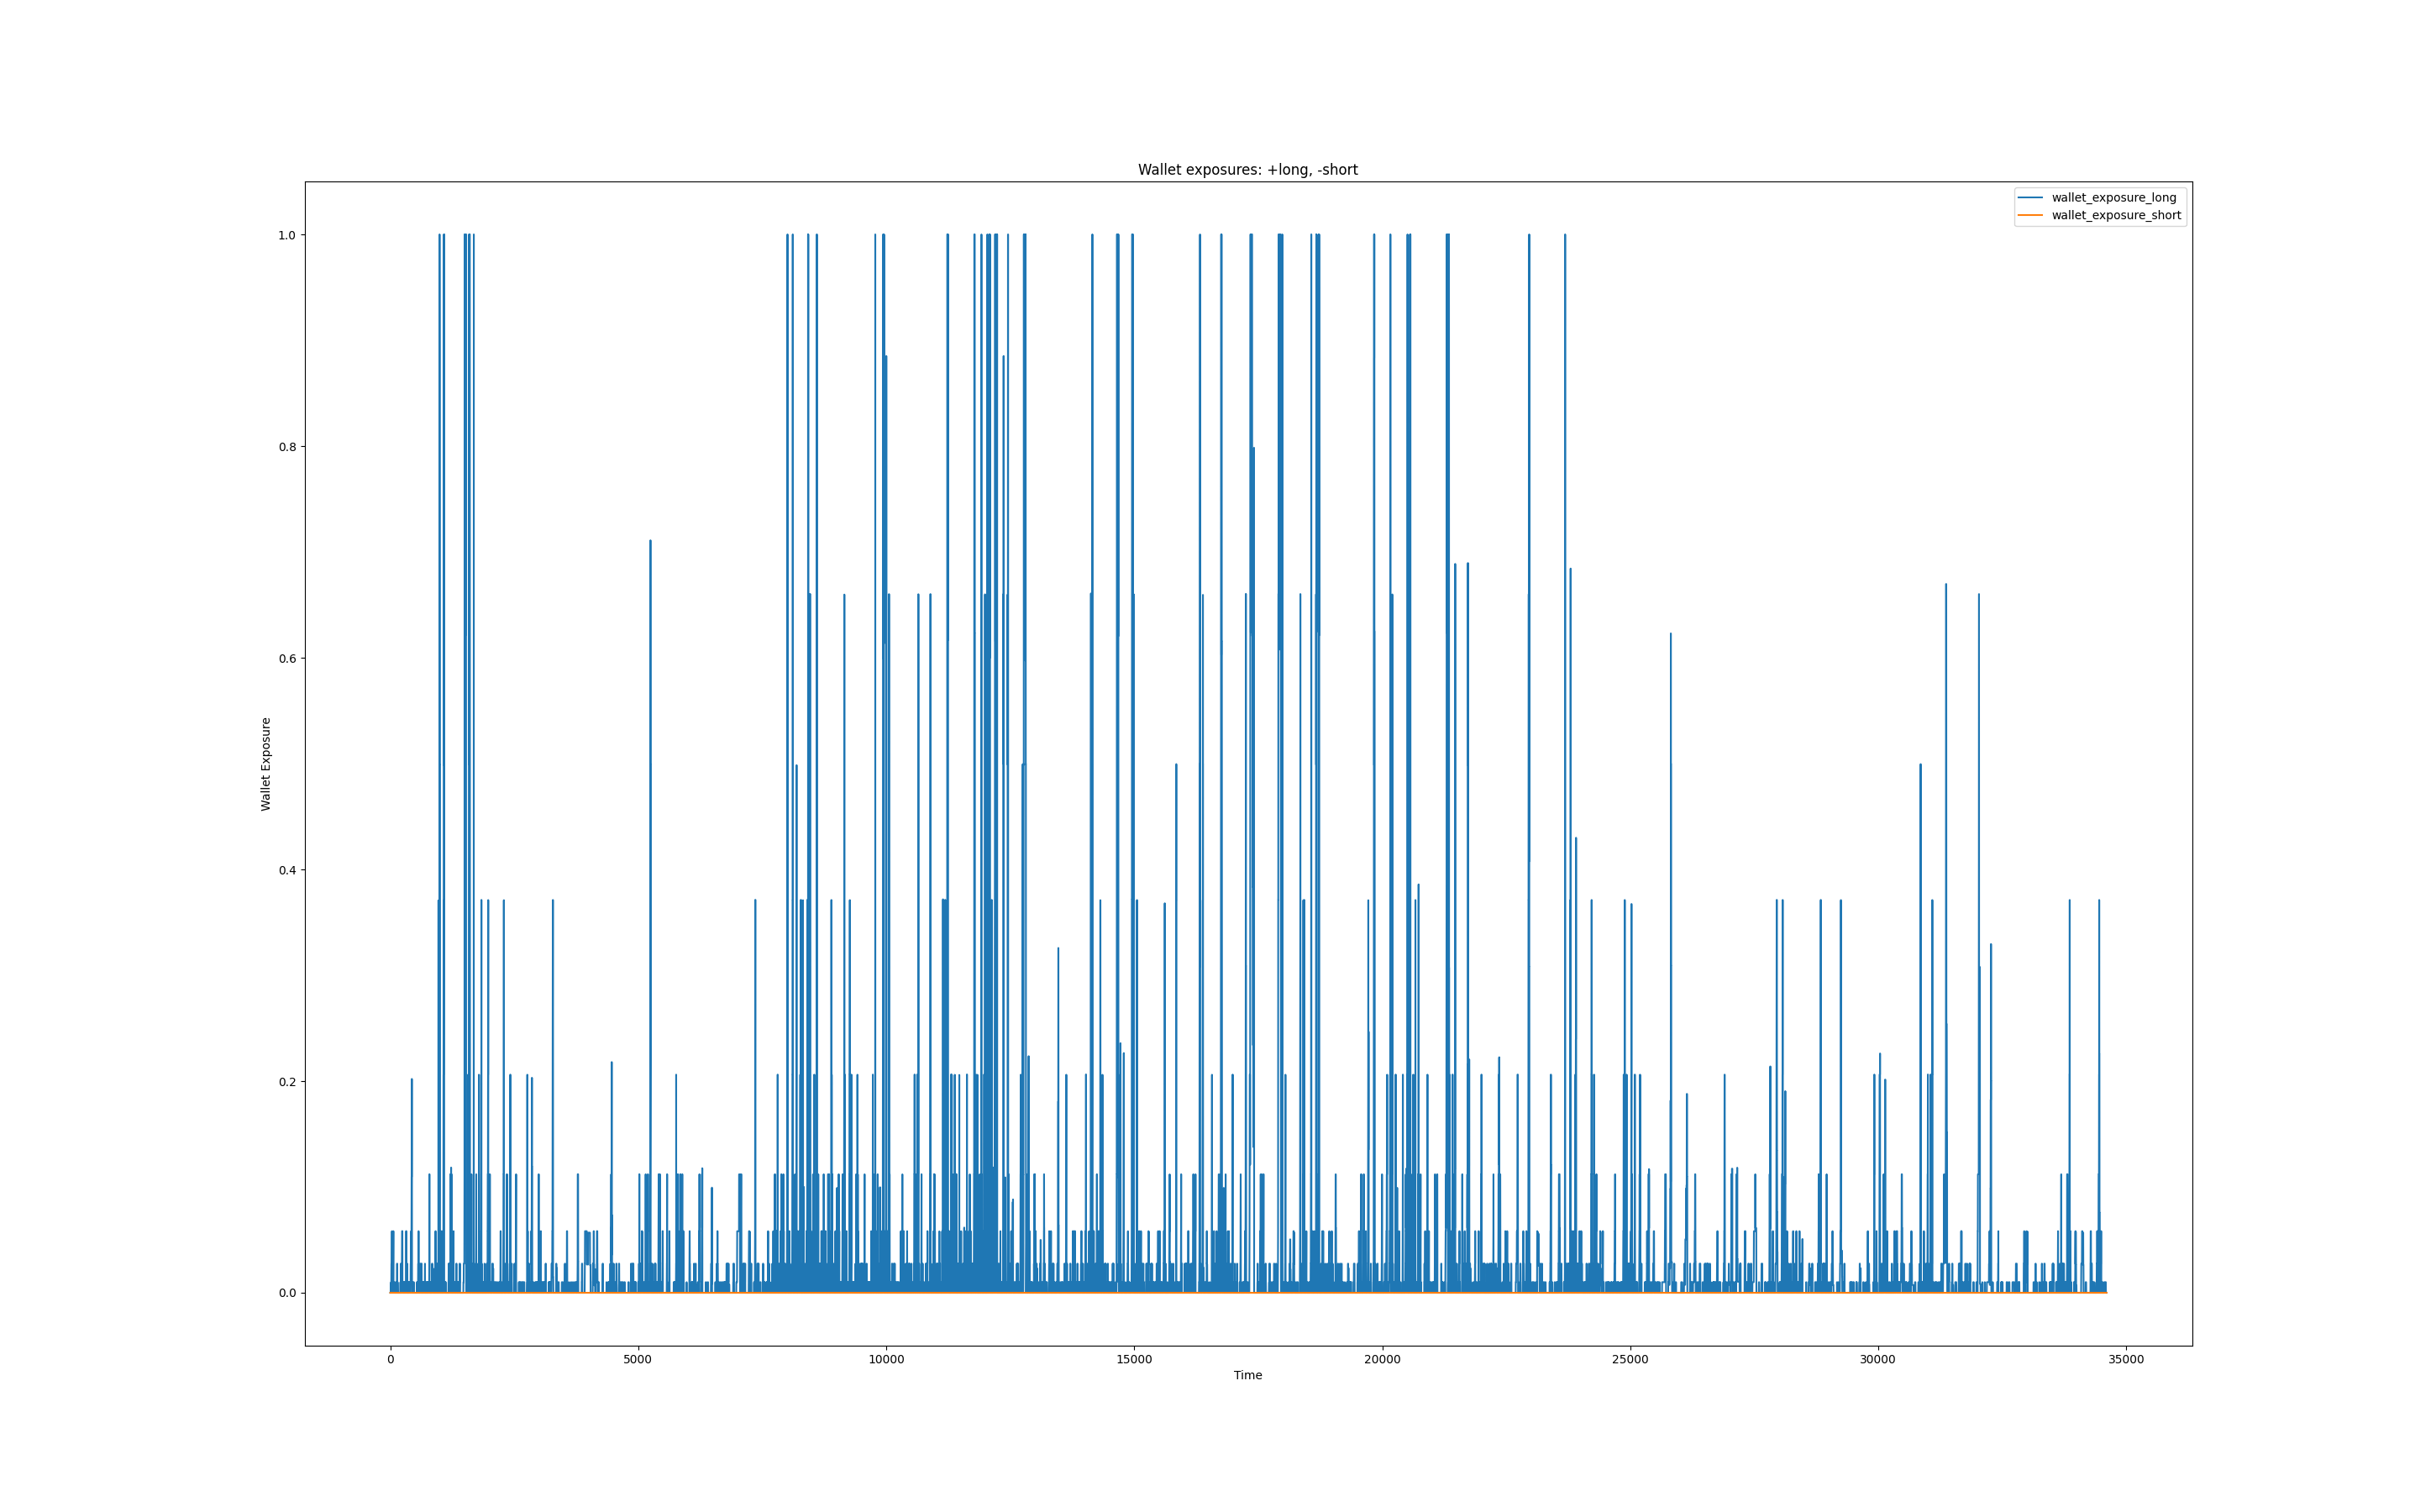 Wallet exposures: +long, -short
wallet_exposure_long
wallet_exposure_short
1.0
0.8
0.6
0.4
0.2
0.0
Wallet Exposure
0 5000 10000 15000 20000 25000 30000 35000
Time